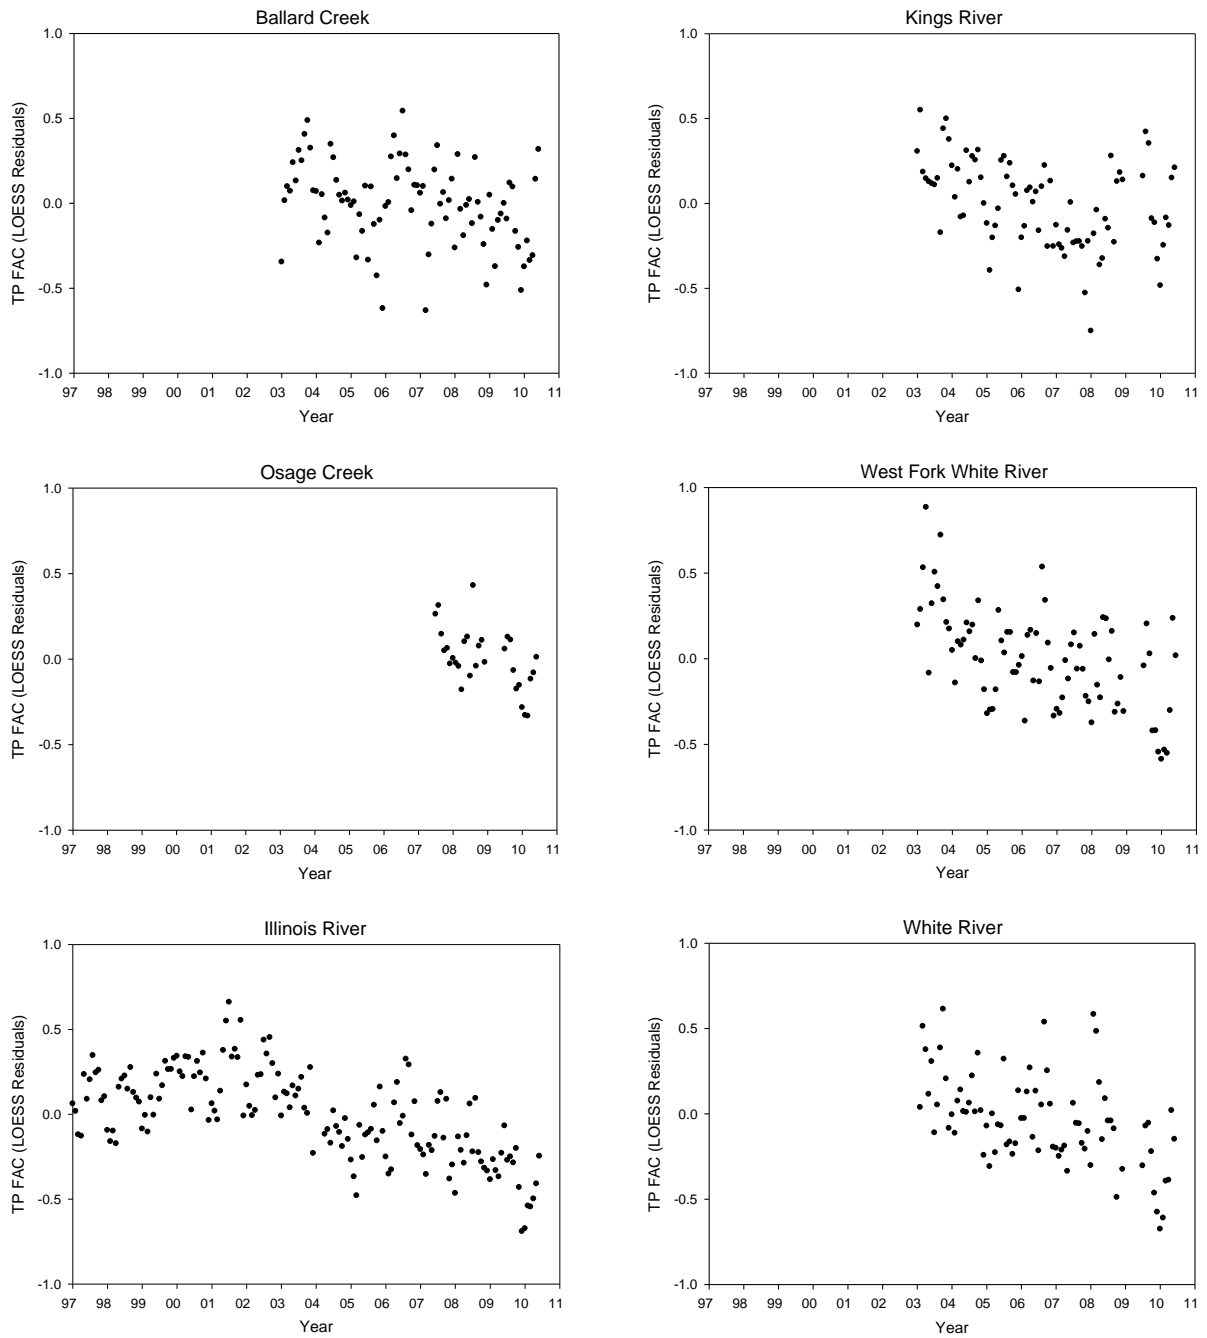 Ballard Creek
1.0
0.5
0.0
-0.5
-1.0
TP FAC (LOESS Residuals)
97 98 99 00 01 02 03 04 05 06 07 08 09 10 11
Year
Kings River
1.0
0.5
0.0
-0.5
-1.0
TP FAC (LOESS Residuals)
97 98 99 00 01 02 03 04 05 06 07 08 09 10 11
Year
Osage Creek
1.0
0.5
0.0
-0.5
-1.0
TP FAC (LOESS Residuals)
97 98 99 00 01 02 03 04 05 06 07 08 09 10 11
Year
West Fork White River
1.0
0.5
0.0
-0.5
-1.0
TP FAC (LOESS Residuals)
97 98 99 00 01 02 03 04 05 06 07 08 09 10 11
Year
Illinois River
1.0
0.5
0.0
-0.5
-1.0
TP FAC (LOESS Residuals)
97 98 99 00 01 02 03 04 05 06 07 08 09 10 11
Year
White River
1.0
0.5
0.0
-0.5
-1.0
TP FAC (LOESS Residuals)
97 98 99 00 01 02 03 04 05 06 07 08 09 10 11
Year